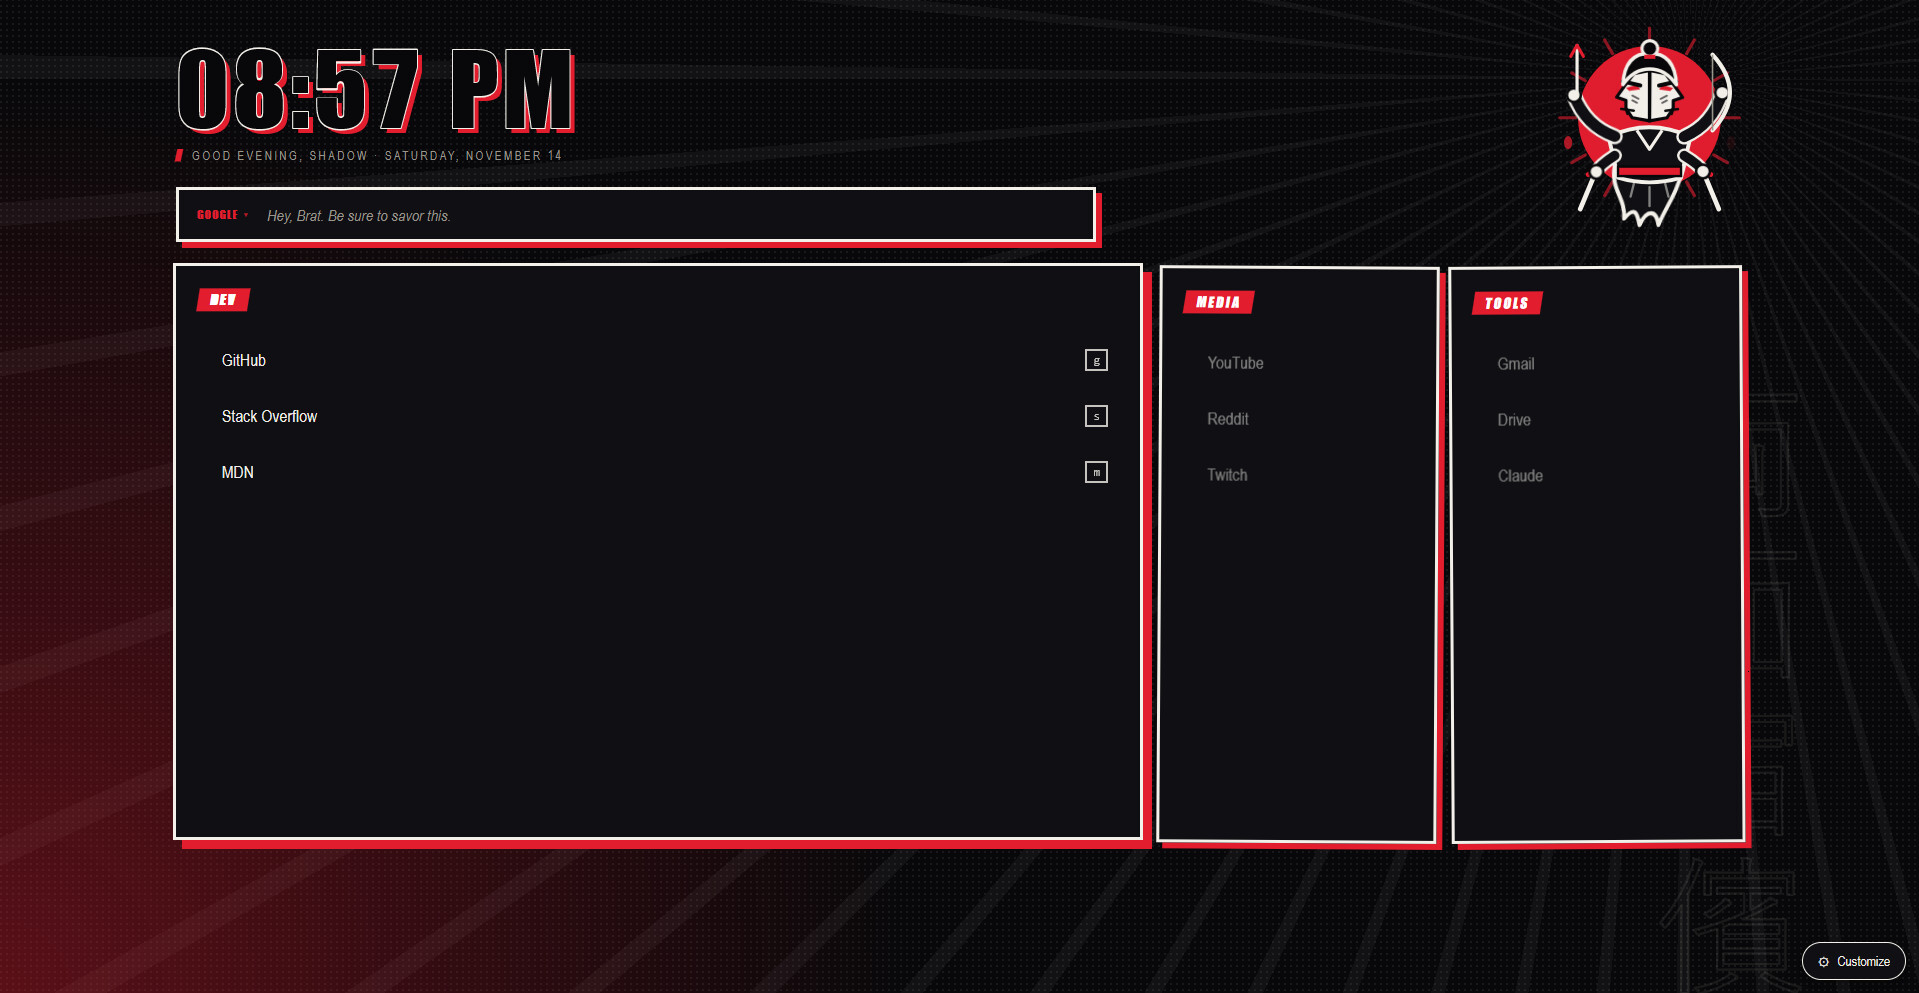 08:57 PM
GOOD EVENING, SHADOW · SATURDAY, NOVEMBER 14
GOOGLE
Hey, Brat. Be sure to savor this.
DEV
GitHub g
Stack Overflow s
MDN m
MEDIA
YouTube
Reddit
Twitch
TOOLS
Gmail
Drive
Claude
Customize